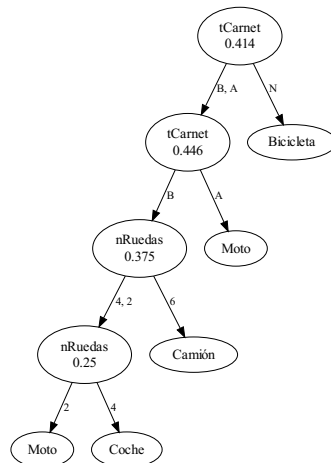 tCarnet
0.414
B, A
N
tCarnet
0.446
Bicicleta
B
A
nRuedas
0.375
Moto
4, 2
6
nRuedas
0.25
Camión
2
4
Moto
Coche